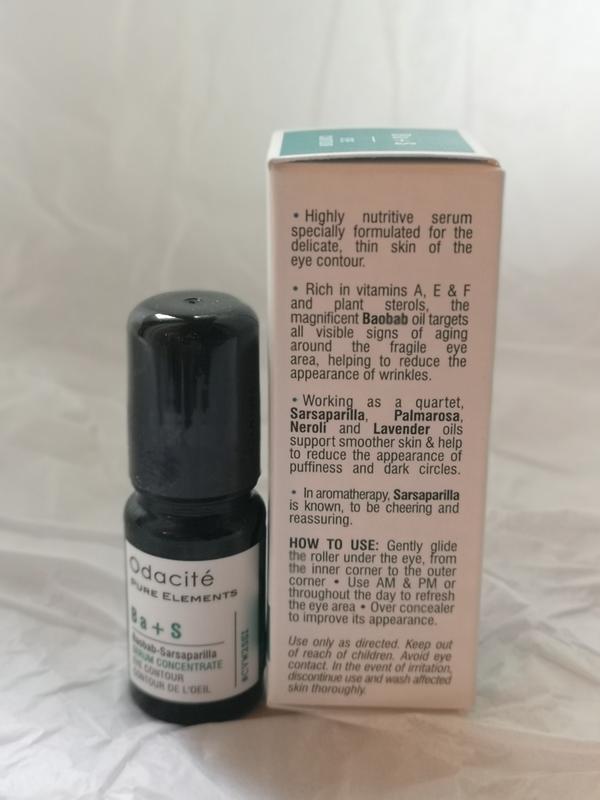 • Highly nutritive serum
specially formulated for the
delicate, thin skin of the
eye contour.
• Rich in vitamins A, E & F
and plant sterols, the
magnificent Baobab oil targets
all visible signs of aging
around the fragile eye
area, helping to reduce the
appearance of wrinkles.
• Working as a quartet,
Sarsaparilla, Palmarosa,
Neroli and Lavender oils
support smoother skin & help
to reduce the appearance of
puffiness and dark circles.
• In aromatherapy, Sarsaparilla
is known, to be cheering and
reassuring.
HOW TO USE: Gently glide
the roller under the eye, from
the inner corner to the outer
corner • Use AM & PM or
throughout the day to refresh
the eye area • Over concealer
to improve its appearance.
Use only as directed. Keep out
of reach of children. Avoid eye
contact. In the event of irritation,
discontinue use and wash affected
skin thoroughly.
Odacité
PURE ELEMENTS
Ba + S
Baobab-Sarsaparilla
SERUM CONCENTRATE
EYE CONTOUR
CONTOUR DE L'OEIL